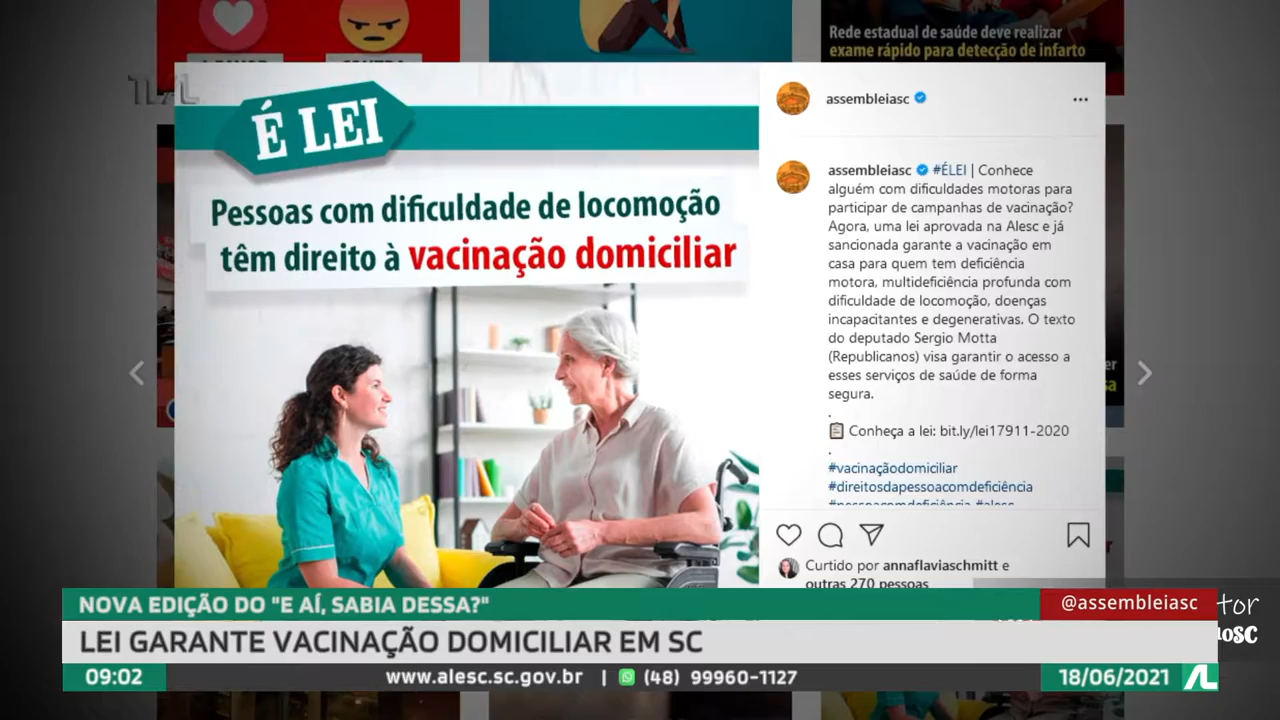 Rede estadual de saúde deve realizar
exame rápido para detecção de infarto
É LEI
Pessoas com dificuldade de locomoção
têm direito à vacinação domiciliar
assembleiasc
assembleiasc #ÉLEI | Conhece
alguém com dificuldades motoras para
participar de campanhas de vacinação?
Agora, uma lei aprovada na Alesc e já
sancionada garante a vacinação em
casa para quem tem deficiência
motora, multideficiência profunda com
dificuldade de locomoção, doenças
incapacitantes e degenerativas. O texto
do deputado Sergio Motta
(Republicanos) visa garantir o acesso a
esses serviços de saúde de forma
segura.
.
Conheça a lei: bit.ly/lei17911-2020
.
#vacinaçãodomiciliar
#direitosdapessoacomdeficiência
#pessoacomdeficiência #alesc
Curtido por annaflaviaschmitt e
outras 270 pessoas
NOVA EDIÇÃO DO "E AÍ, SABIA DESSA?"
@assembleiasc
LEI GARANTE VACINAÇÃO DOMICILIAR EM SC
09:02
www.alesc.sc.gov.br | (48) 99960-1127
18/06/2021